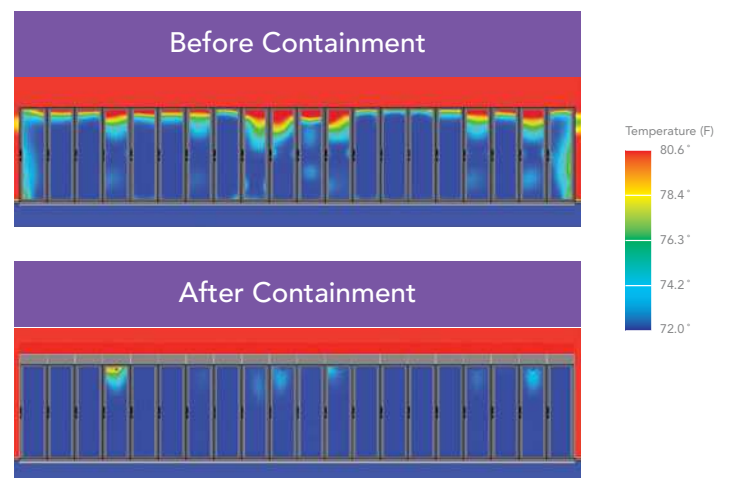 Before Containment
Temperature (F)
80.6˚
78.4˚
76.3˚
74.2˚
72.0˚
After Containment